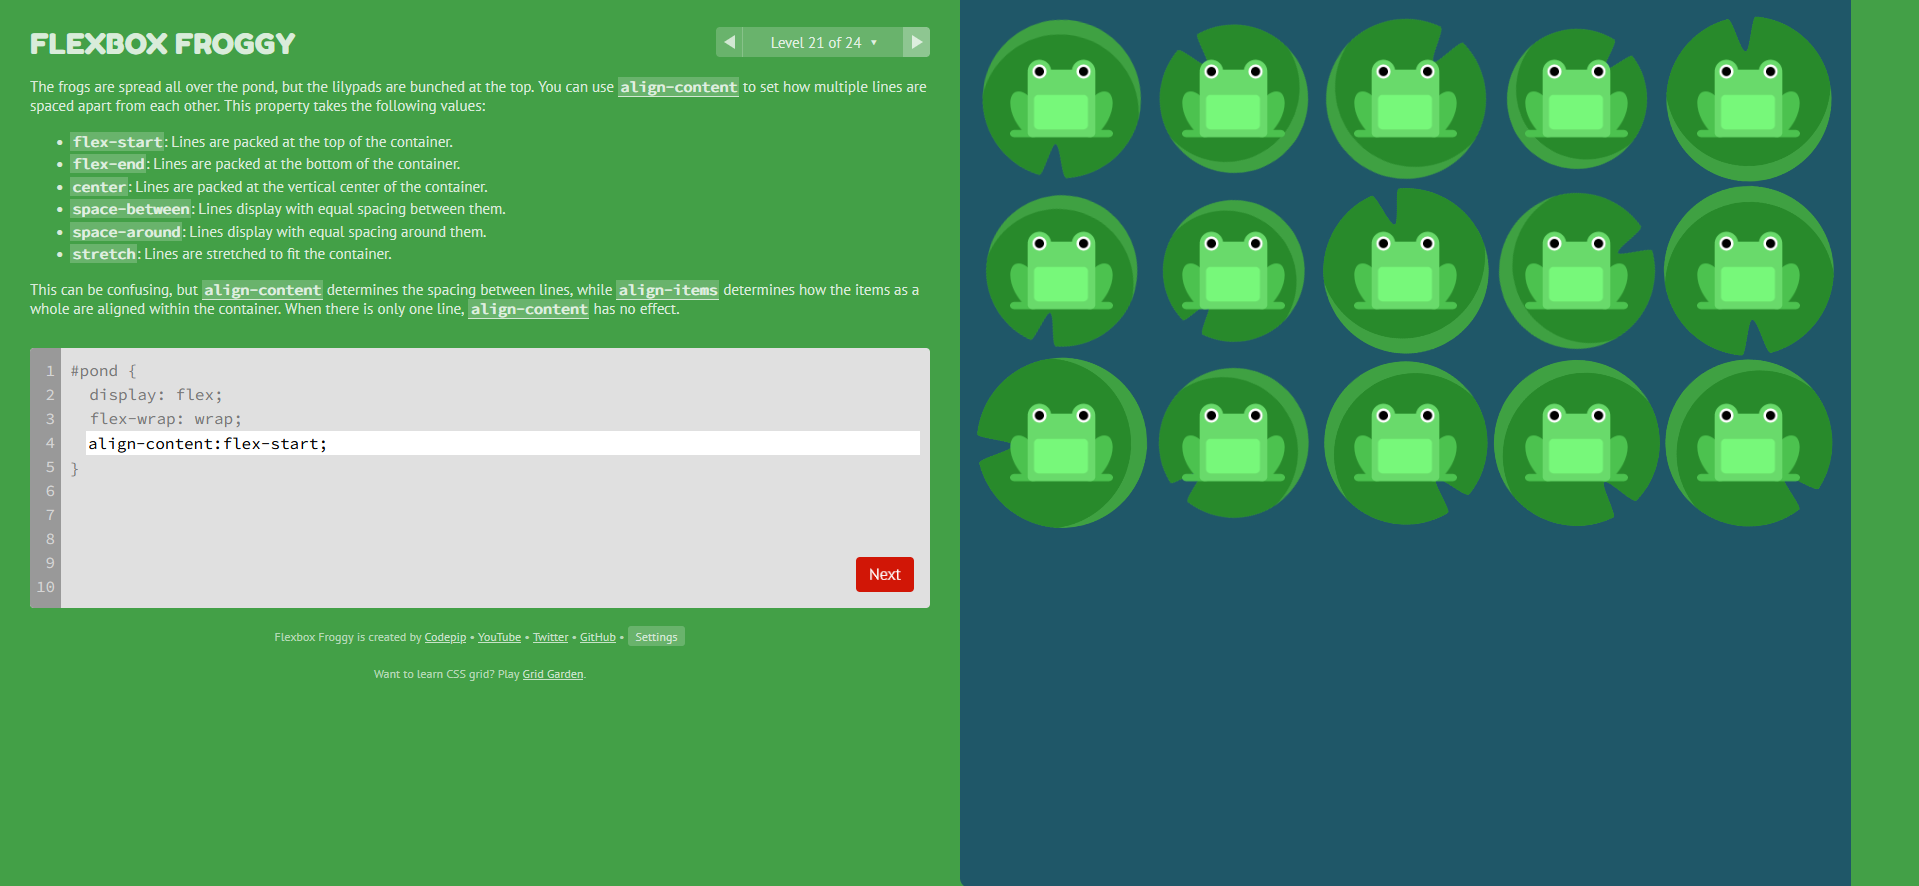 FLEXBOX FROGGY
Level 21 of 24
The frogs are spread all over the pond, but the lilypads are bunched at the top. You can use align-content to set how multiple lines are
spaced apart from each other. This property takes the following values:
• flex-start: Lines are packed at the top of the container.
• flex-end: Lines are packed at the bottom of the container.
• center: Lines are packed at the vertical center of the container.
• space-between: Lines display with equal spacing between them.
• space-around: Lines display with equal spacing around them.
• stretch: Lines are stretched to fit the container.
This can be confusing, but align-content determines the spacing between lines, while align-items determines how the items as a
whole are aligned within the container. When there is only one line, align-content has no effect.
1 #pond {
2 display: flex;
3 flex-wrap: wrap;
4 align-content:flex-start;
5 }
6
7
8
9
10
Next
Flexbox Froggy is created by Codepip • YouTube • Twitter • GitHub • Settings
Want to learn CSS grid? Play Grid Garden.